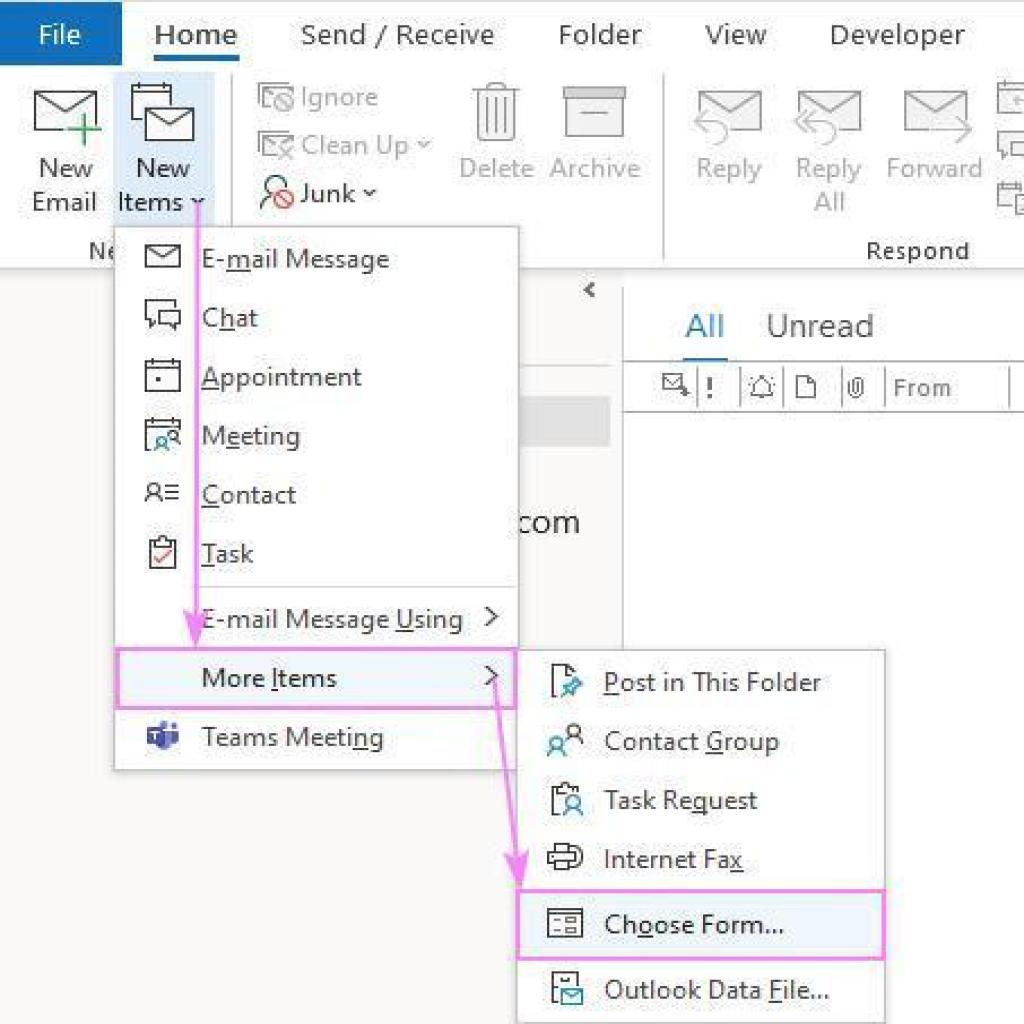 File Home Send / Receive Folder View Developer
New Email
New Items
Ignore
Clean Up
Junk
Delete
Archive
Reply
Reply All
Forward
Respond
E-mail Message
Chat
Appointment
Meeting
Contact
Task
E-mail Message Using
More Items
Teams Meeting
All Unread
! From
com
Post in This Folder
Contact Group
Task Request
Internet Fax
Choose Form...
Outlook Data File...